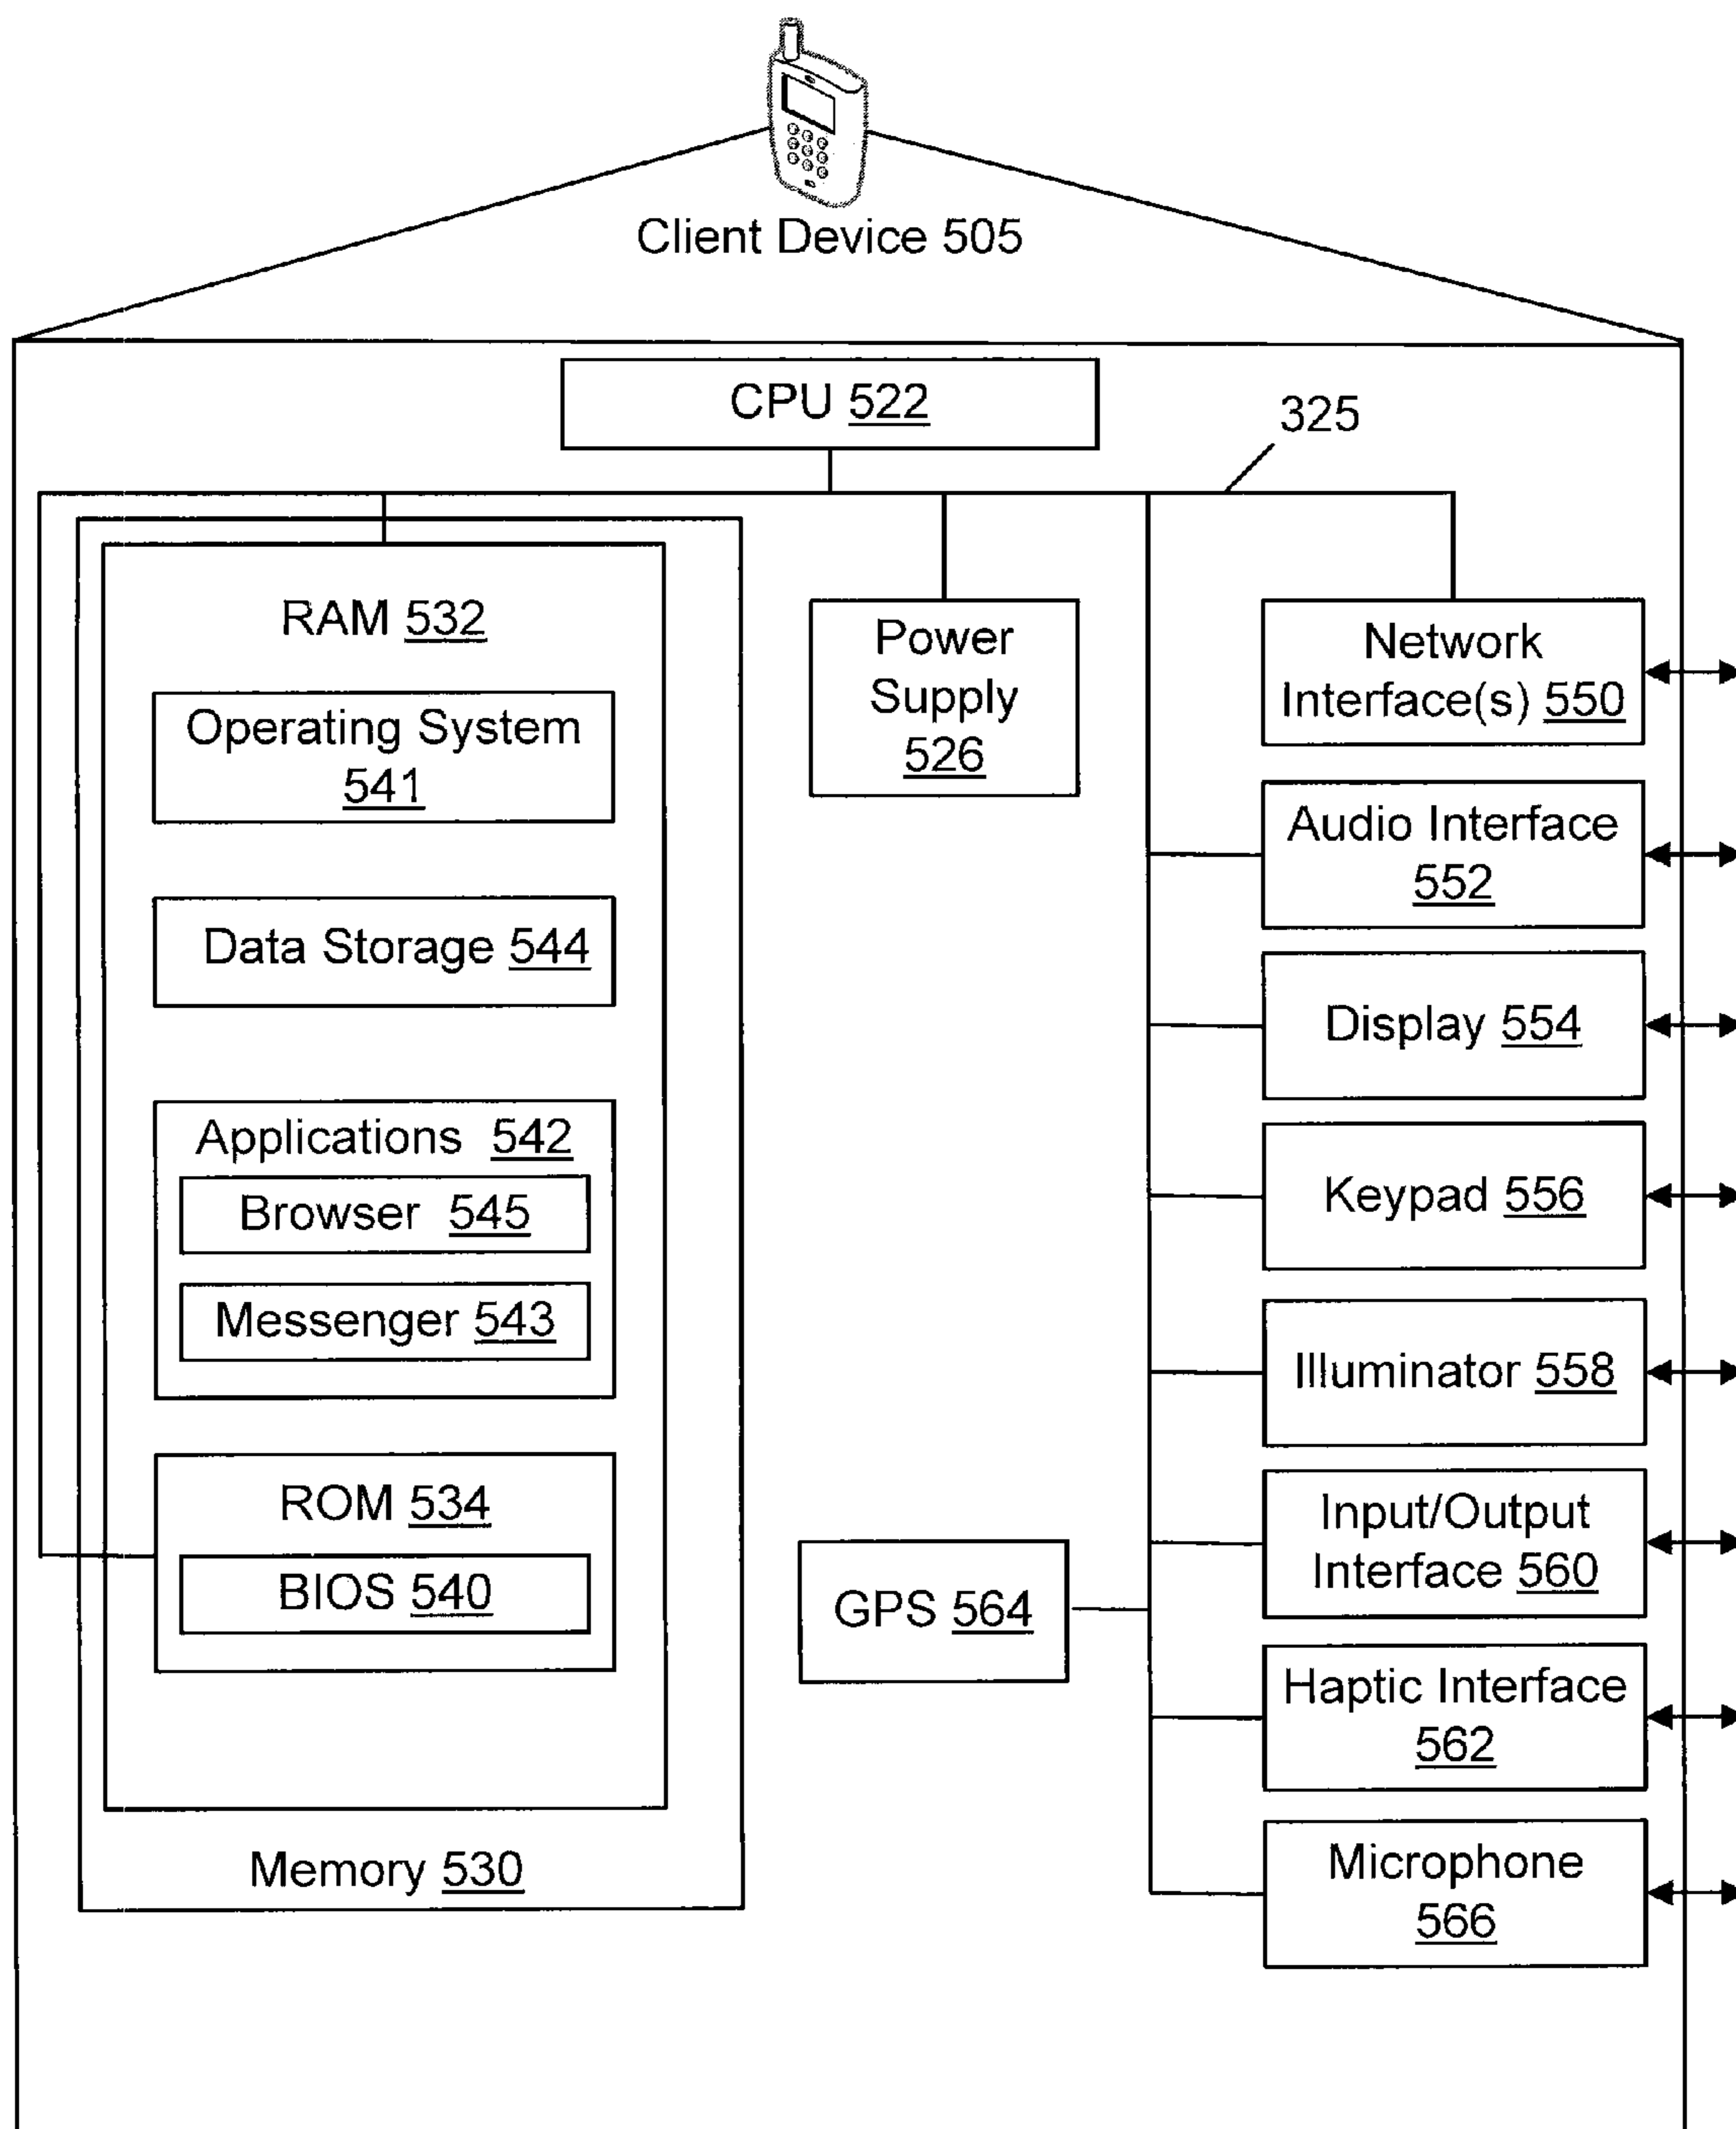 Client Device 505
CPU 522
325
RAM 532
Operating System
541
Data Storage 544
Applications 542
Browser 545
Messenger 543
ROM 534
BIOS 540
Memory 530
Power
Supply
526
GPS 564
Network
Interface(s) 550
Audio Interface
552
Display 554
Keypad 556
Illuminator 558
Input/Output
Interface 560
Haptic Interface
562
Microphone
566